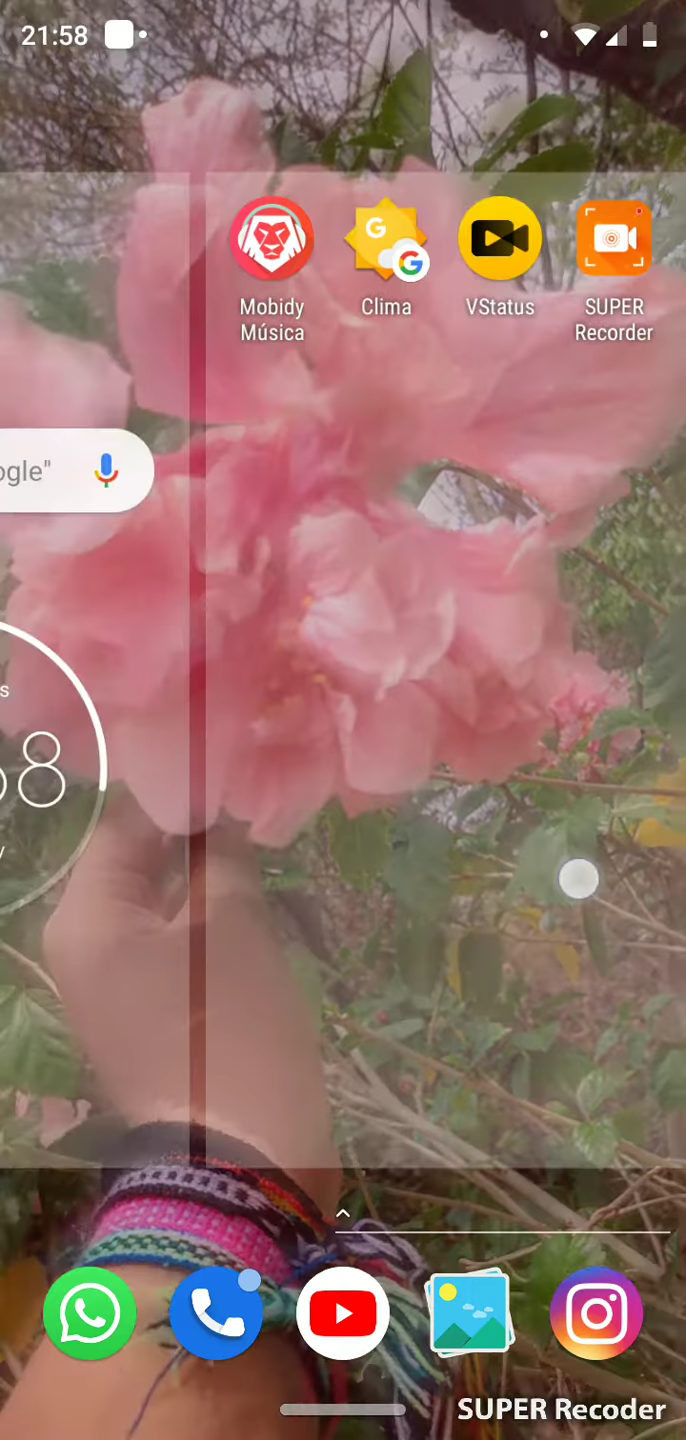 21:58
Mobidy
Música
Clima
VStatus
SUPER
Recorder
ogle"
s
8
SUPER Recoder